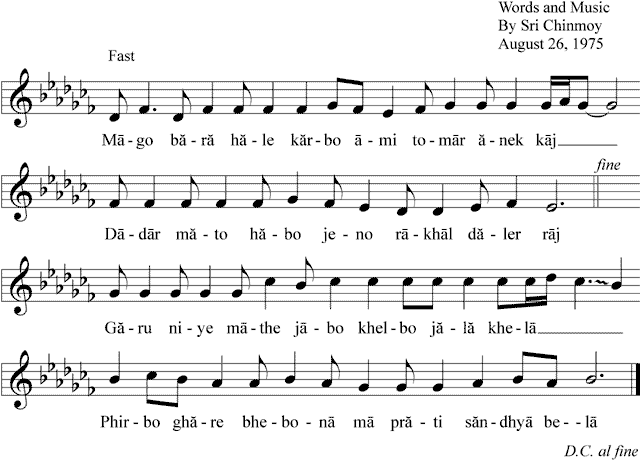 Words and Music
By Sri Chinmoy
August 26, 1975
Fast
Mā-go bă-ră hă-le kăr-bo ā-mi to-mār ă-nek kāj
fine
Dā-dār mă-to hă-bo je-no rā-khāl dă-ler rāj
Gă-ru ni-ye mā-the jā-bo khel-bo jă-lă khe-lā
Phir-bo ghă-re bhe-bo-nā mā pră-ti săn-dhyā be--lā
D.C. al fine